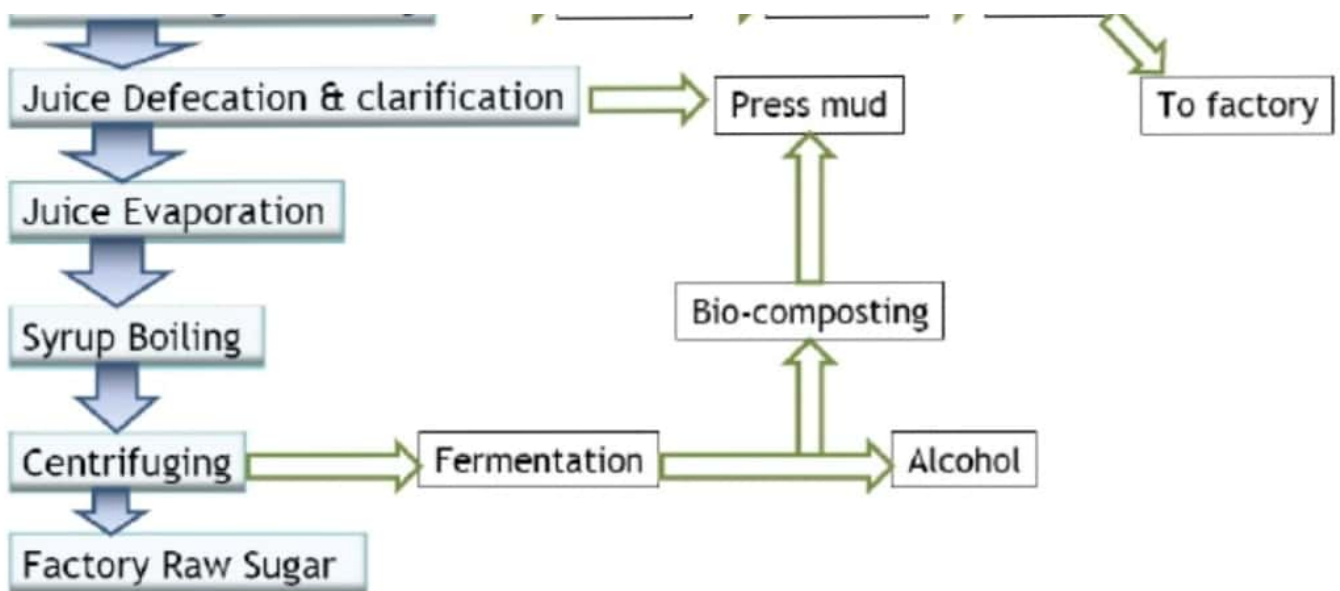 Juice Defecation & clarification
Press mud
To factory
Juice Evaporation
Bio-composting
Syrup Boiling
Centrifuging
Fermentation
Alcohol
Factory Raw Sugar